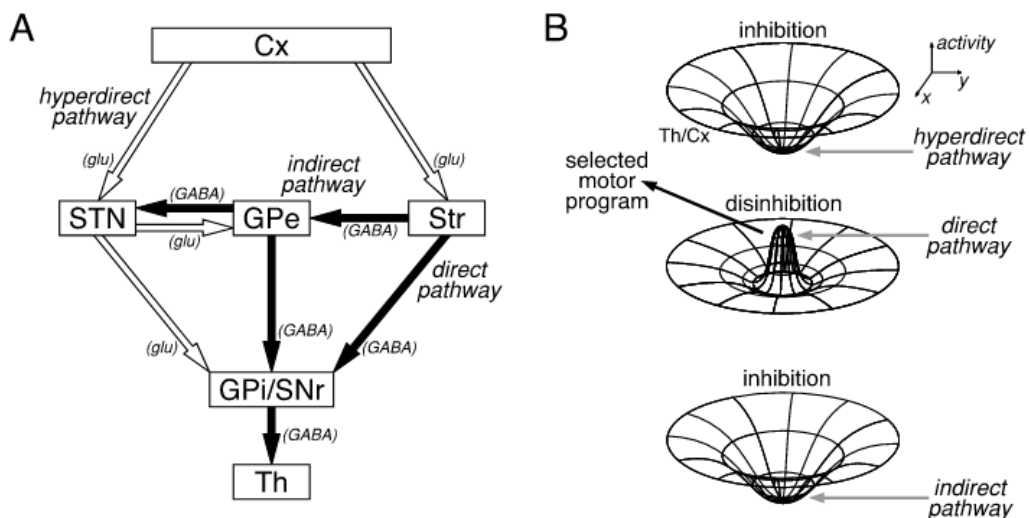 A
Cx
hyperdirect
pathway
(glu)
(glu)
indirect
pathway
(GABA)
STN
GPe
Str
(glu)
(GABA)
direct
pathway
(GABA)
(glu)
(GABA)
GPi/SNr
(GABA)
Th
B
inhibition
activity
y
x
Th/Cx
hyperdirect
pathway
selected
motor
program
disinhibition
direct
pathway
inhibition
indirect
pathway